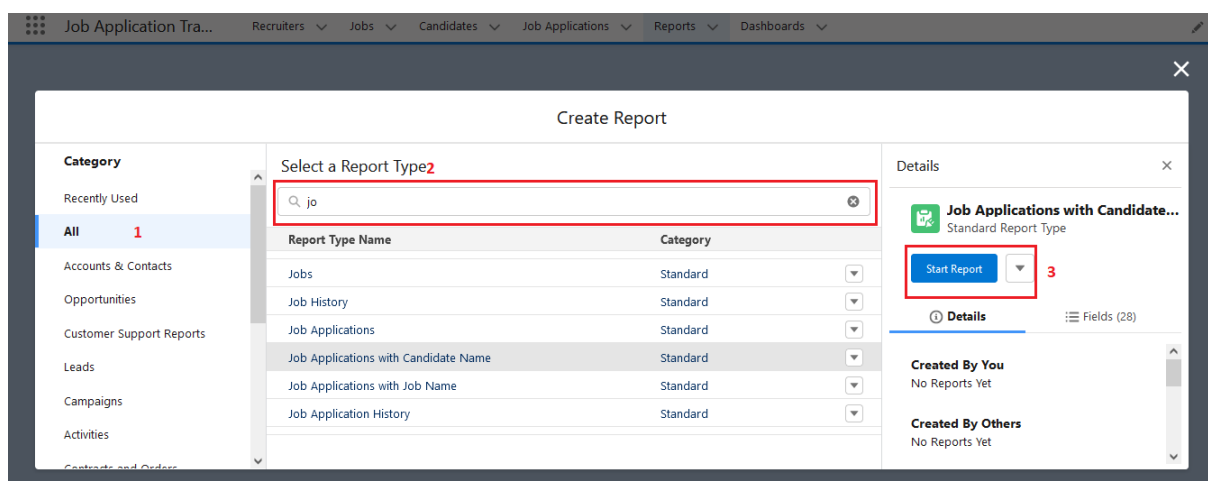 Job Application Tra... Recruiters Jobs Candidates Job Applications Reports Dashboards
Create Report
Category
Recently Used
All 1
Accounts & Contacts
Opportunities
Customer Support Reports
Leads
Campaigns
Activities
Contracts and Orders
Select a Report Type2
jo
Report Type Name Category
Jobs Standard
Job History Standard
Job Applications Standard
Job Applications with Candidate Name Standard
Job Applications with Job Name Standard
Job Application History Standard
Details
Job Applications with Candidate...
Standard Report Type
Start Report 3
Details Fields (28)
Created By You
No Reports Yet
Created By Others
No Reports Yet